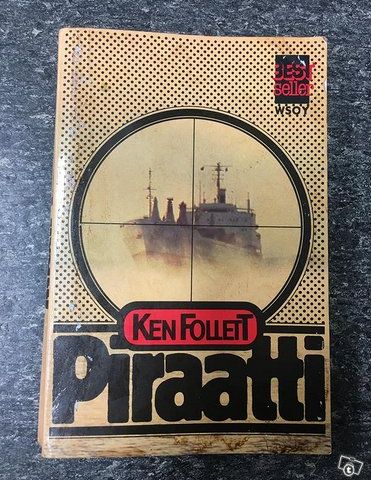 BEST
seller
WSOY
KEN FOLLETT
Piraatti